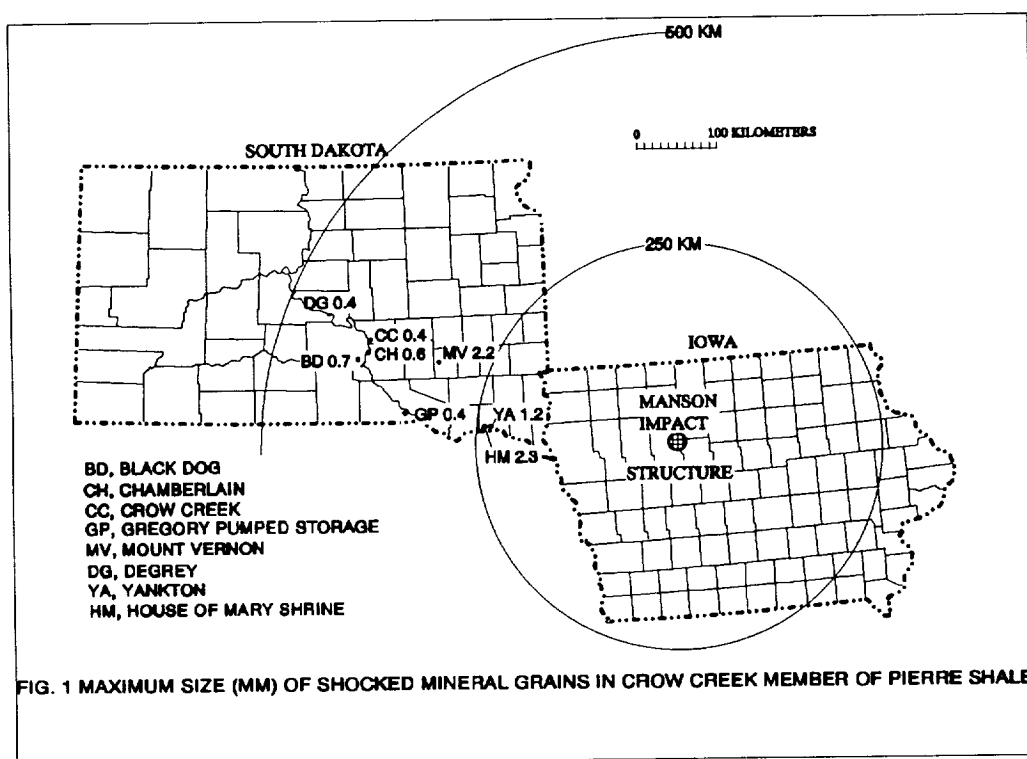 500 KM
0 100 KILOMETERS
SOUTH DAKOTA
250 KM
DG 0.4
CC 0.4
CH 0.6
MV 2.2
BD 0.7
IOWA
MANSON
IMPACT
STRUCTURE
GP 0.4
YA 1.2
HM 2.3
BD, BLACK DOG
CH, CHAMBERLAIN
CC, CROW CREEK
GP, GREGORY PUMPED STORAGE
MV, MOUNT VERNON
DG, DEGREY
YA, YANKTON
HM, HOUSE OF MARY SHRINE
FIG. 1 MAXIMUM SIZE (MM) OF SHOCKED MINERAL GRAINS IN CROW CREEK MEMBER OF PIERRE SHALE